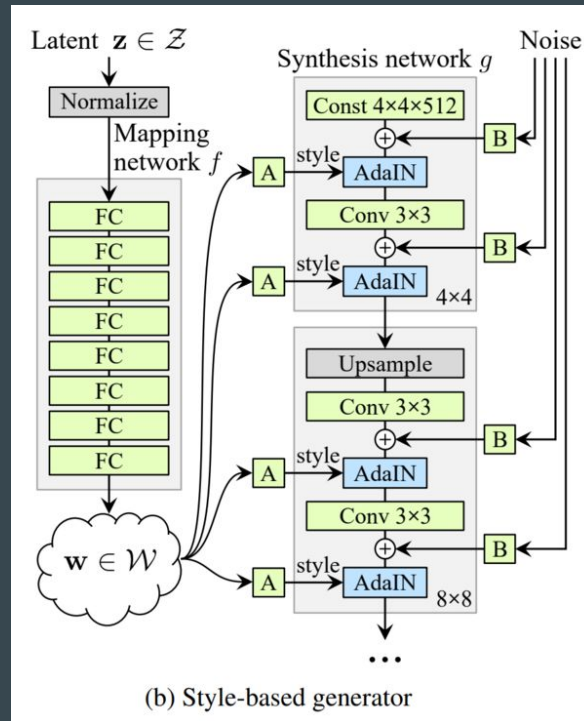 Latent z ∈ Z
Normalize
Mapping
network f
FC
FC
FC
FC
FC
FC
FC
FC
w ∈ W
Synthesis network g
Noise
Const 4×4×512
B
A
style
AdaIN
Conv 3×3
B
A
style
AdaIN
4×4
Upsample
Conv 3×3
B
A
style
AdaIN
Conv 3×3
B
A
style
AdaIN
8×8
...
(b) Style-based generator